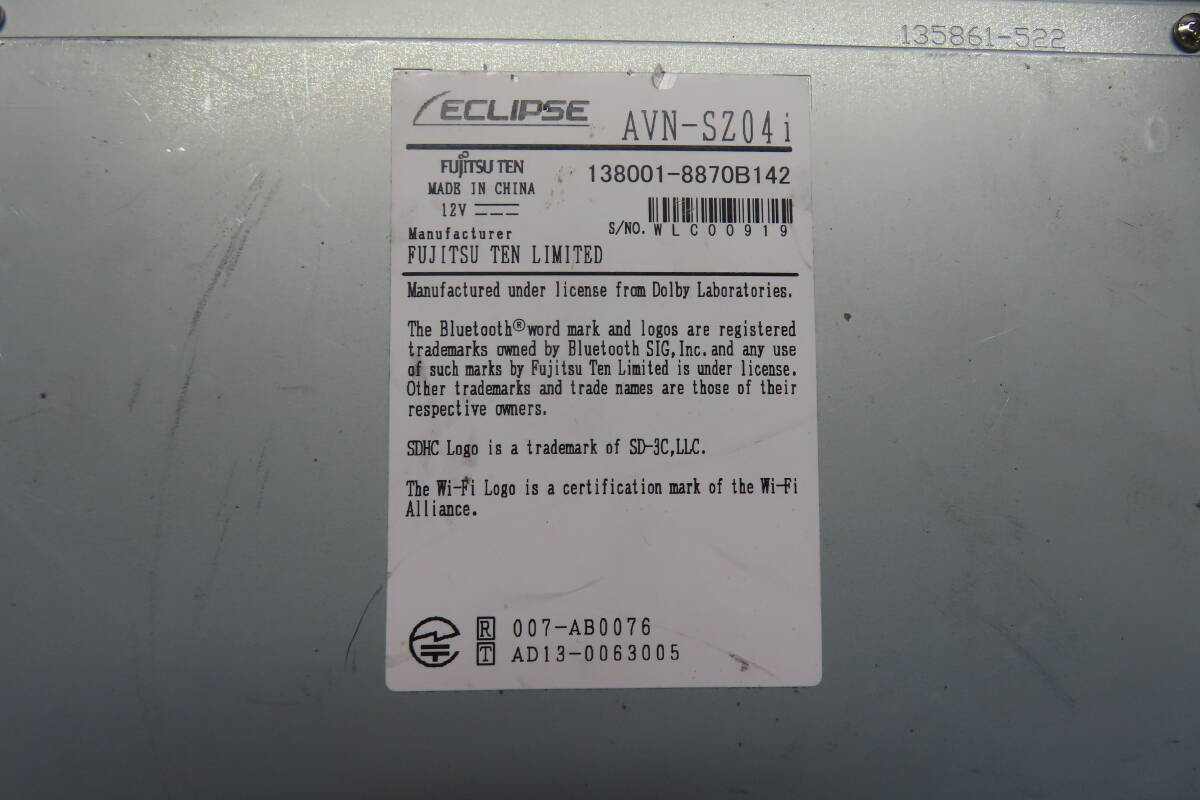 135861-522
ECLIPSE AVN-SZ04i
FUJITSU TEN 138001-8870B142
MADE IN CHINA
12V
S/NO. WLC00919
Manufacturer
FUJITSU TEN LIMITED
Manufactured under license from Dolby Laboratories.
The Bluetooth® word mark and logos are registered
trademarks owned by Bluetooth SIG, Inc. and any use
of such marks by Fujitsu Ten Limited is under license.
Other trademarks and trade names are those of their
respective owners.
SDHC Logo is a trademark of SD-3C, LLC.
The Wi-Fi Logo is a certification mark of the Wi-Fi
Alliance.
R 007-AB0076
T AD13-0063005